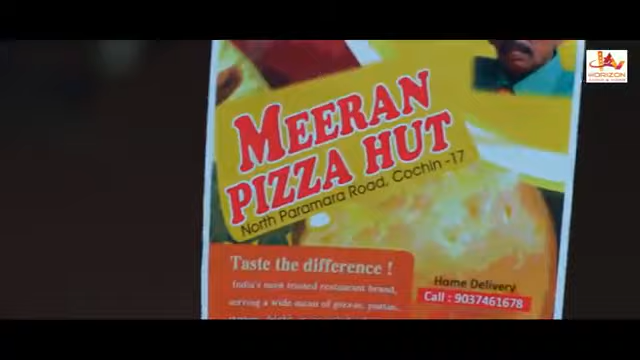 HORIZON
MEERAN
PIZZA HUT
North Paramara Road, Cochin -17
Taste the difference !
India's most trusted restaurant brand,
serving a wide menu of pizzas, pastas,
Home Delivery
Call : 9037461678